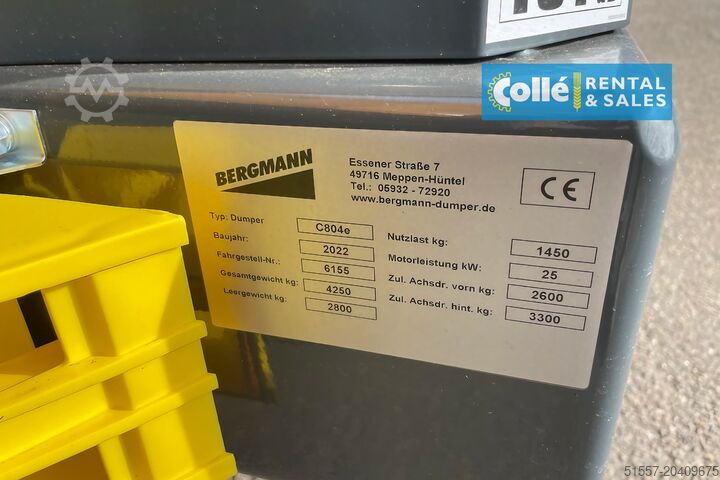 Collé RENTAL & SALES
BERGMANN
Essener Straße 7
49716 Meppen-Hüntel
Tel.: 05932 - 72920
www.bergmann-dumper.de
CE
Typ: Dumper C804e
Baujahr: 2022
Fahrgestell-Nr.: 6155
Gesamtgewicht kg: 4250
Leergewicht kg: 2800
Nutzlast kg: 1450
Motorleistung kW: 25
Zul. Achsdr. vorn kg: 2600
Zul. Achsdr. hint. kg: 3300
51557-20409675